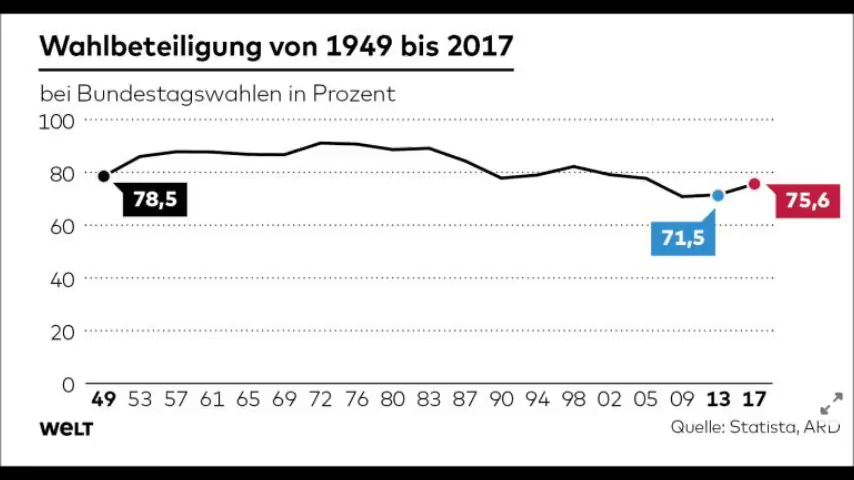 Wahlbeteiligung von 1949 bis 2017
bei Bundestagswahlen in Prozent
100
80
60
40
20
0
78,5
71,5
75,6
49 53 57 61 65 69 72 76 80 83 87 90 94 98 02 05 09 13 17
WELT
Quelle: Statista, ARD